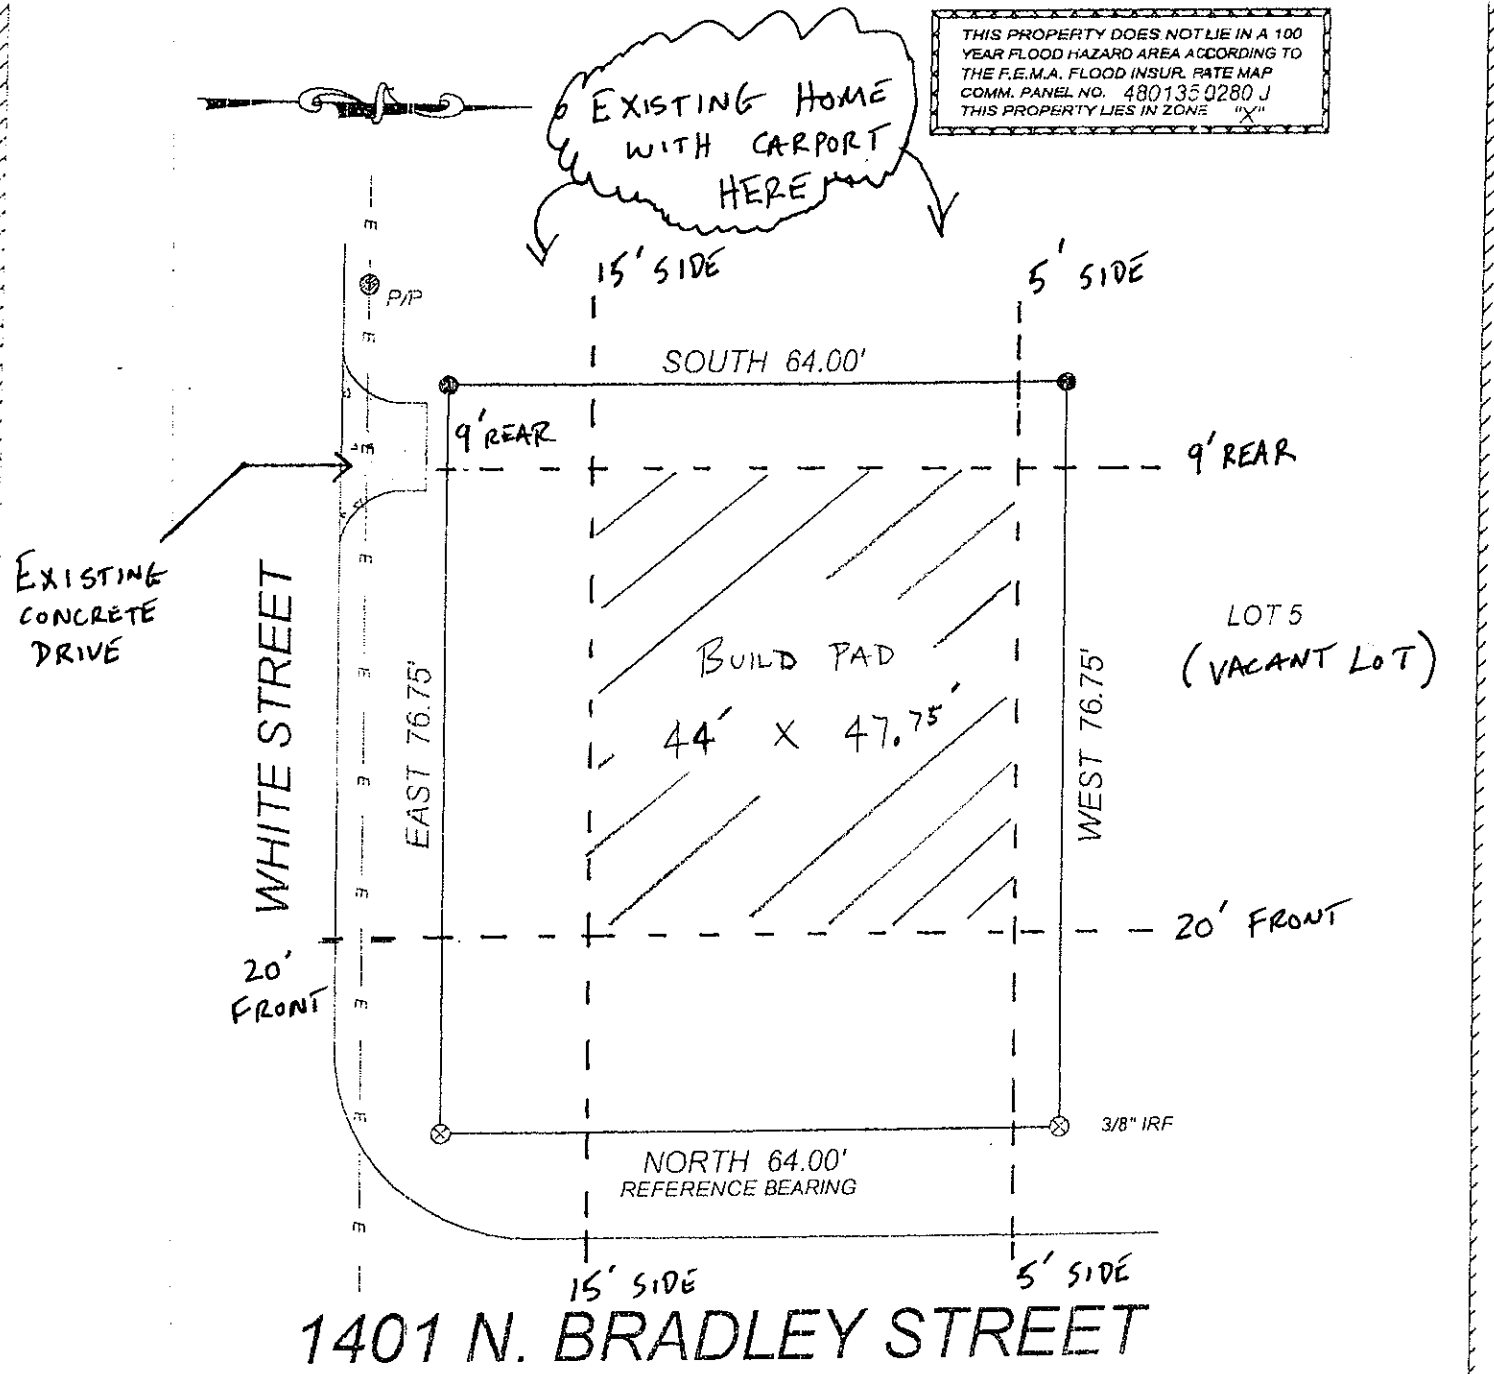 THIS PROPERTY DOES NOT LIE IN A 100
YEAR FLOOD HAZARD AREA ACCORDING TO
THE F.E.M.A. FLOOD INSUR. RATE MAP
COMM. PANEL NO. 4801350280 J
THIS PROPERTY LIES IN ZONE "X"
EXISTING HOME
WITH CARPORT
HERE
15' SIDE
5' SIDE
E
P/P
E
E
SOUTH 64.00'
9' REAR
9' REAR
E
EXISTING
CONCRETE
DRIVE
E
WHITE STREET
EAST 76.75'
BUILD PAD
44' X 47.75'
WEST 76.75'
LOT 5
(VACANT LOT)
E
E
E
20' FRONT
20'
FRONT
E
E
3/8" IRF
NORTH 64.00'
REFERENCE BEARING
E
15' SIDE
5' SIDE
1401 N. BRADLEY STREET